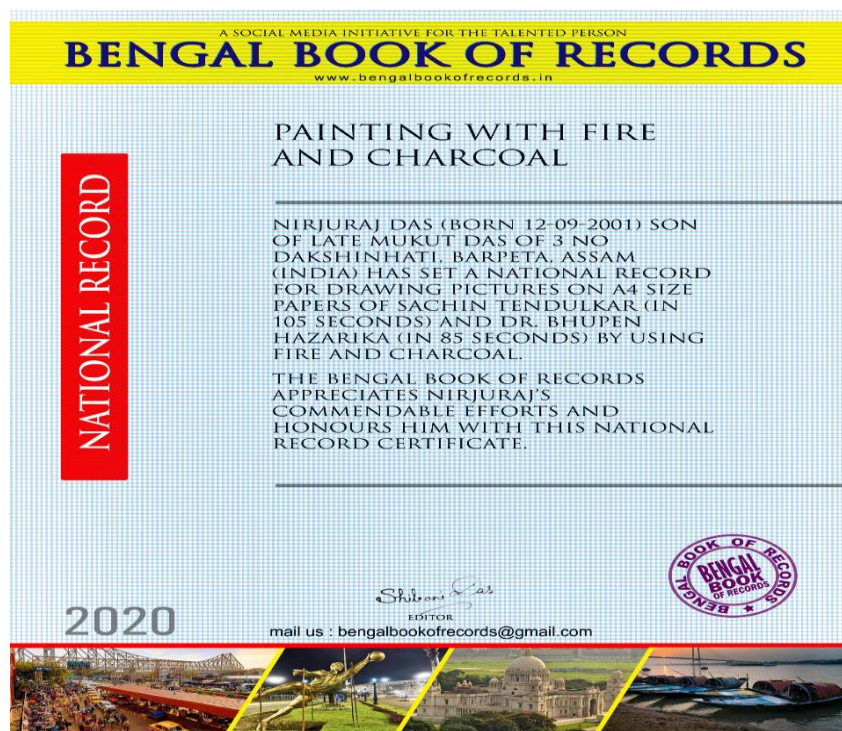 A SOCIAL MEDIA INITIATIVE FOR THE TALENTED PERSON
BENGAL BOOK OF RECORDS
www.bengalbookofrecords.in
PAINTING WITH FIRE
AND CHARCOAL
NATIONAL RECORD
NIRJURAJ DAS (BORN 12-09-2001) SON
OF LATE MUKUT DAS OF 3 NO
DAKSHINHATI, BARPETA, ASSAM
(INDIA) HAS SET A NATIONAL RECORD
FOR DRAWING PICTURES ON A4 SIZE
PAPERS OF SACHIN TENDULKAR (IN
105 SECONDS) AND DR. BHUPEN
HAZARIKA (IN 85 SECONDS) BY USING
FIRE AND CHARCOAL.
THE BENGAL BOOK OF RECORDS
APPRECIATES NIRJURAJ'S
COMMENDABLE EFFORTS AND
HONOURS HIM WITH THIS NATIONAL
RECORD CERTIFICATE.
BENGAL BOOK OF RECORDS
BENGAL
BOOK
OF RECORDS
2020
Shibani Das
EDITOR
mail us : bengalbookofrecords@gmail.com